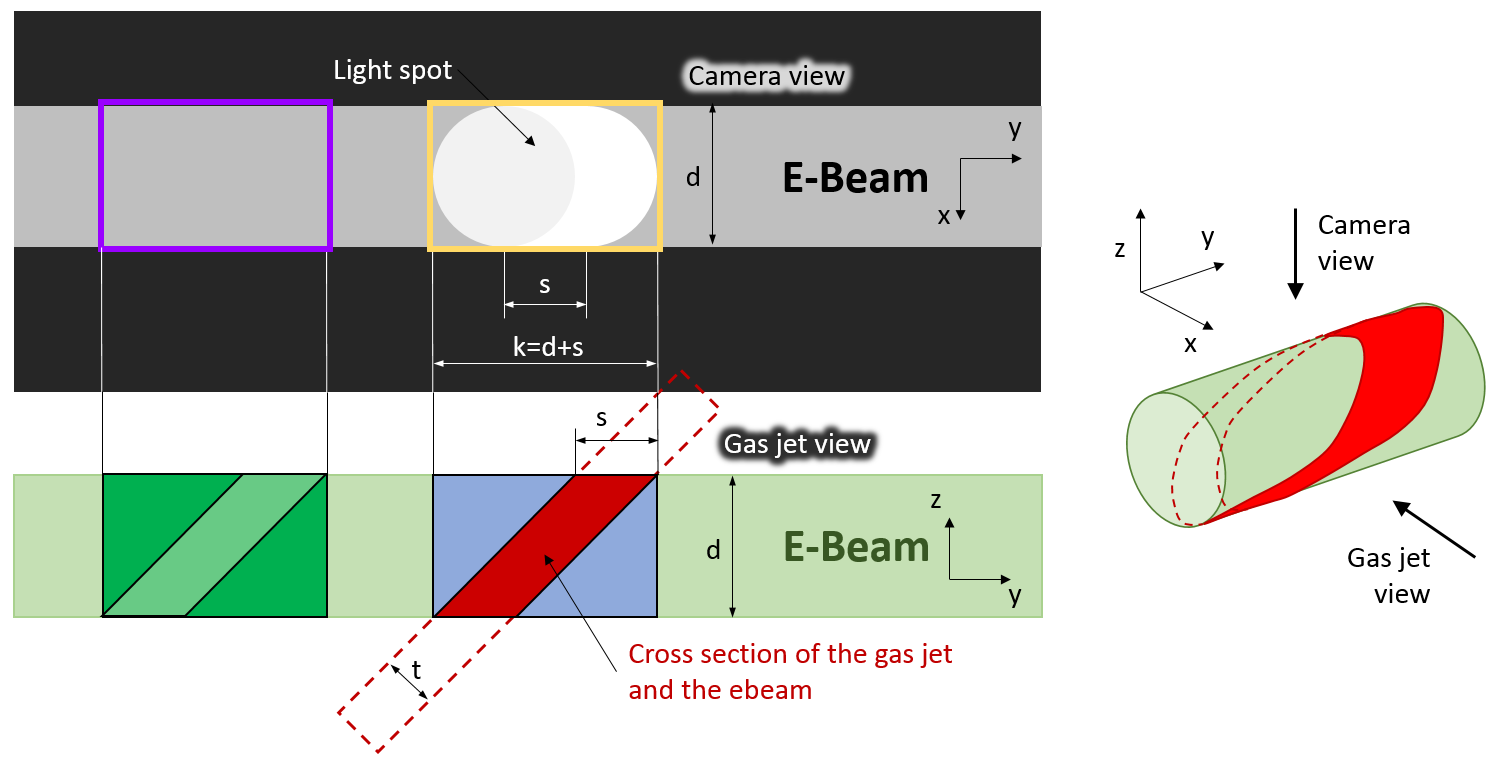 Light spot
Camera view
y
d
E-Beam
x
s
k=d+s
s
Gas jet view
z
d
E-Beam
y
t
Cross section of the gas jet
and the ebeam
z
y
x
Camera
view
Gas jet
view